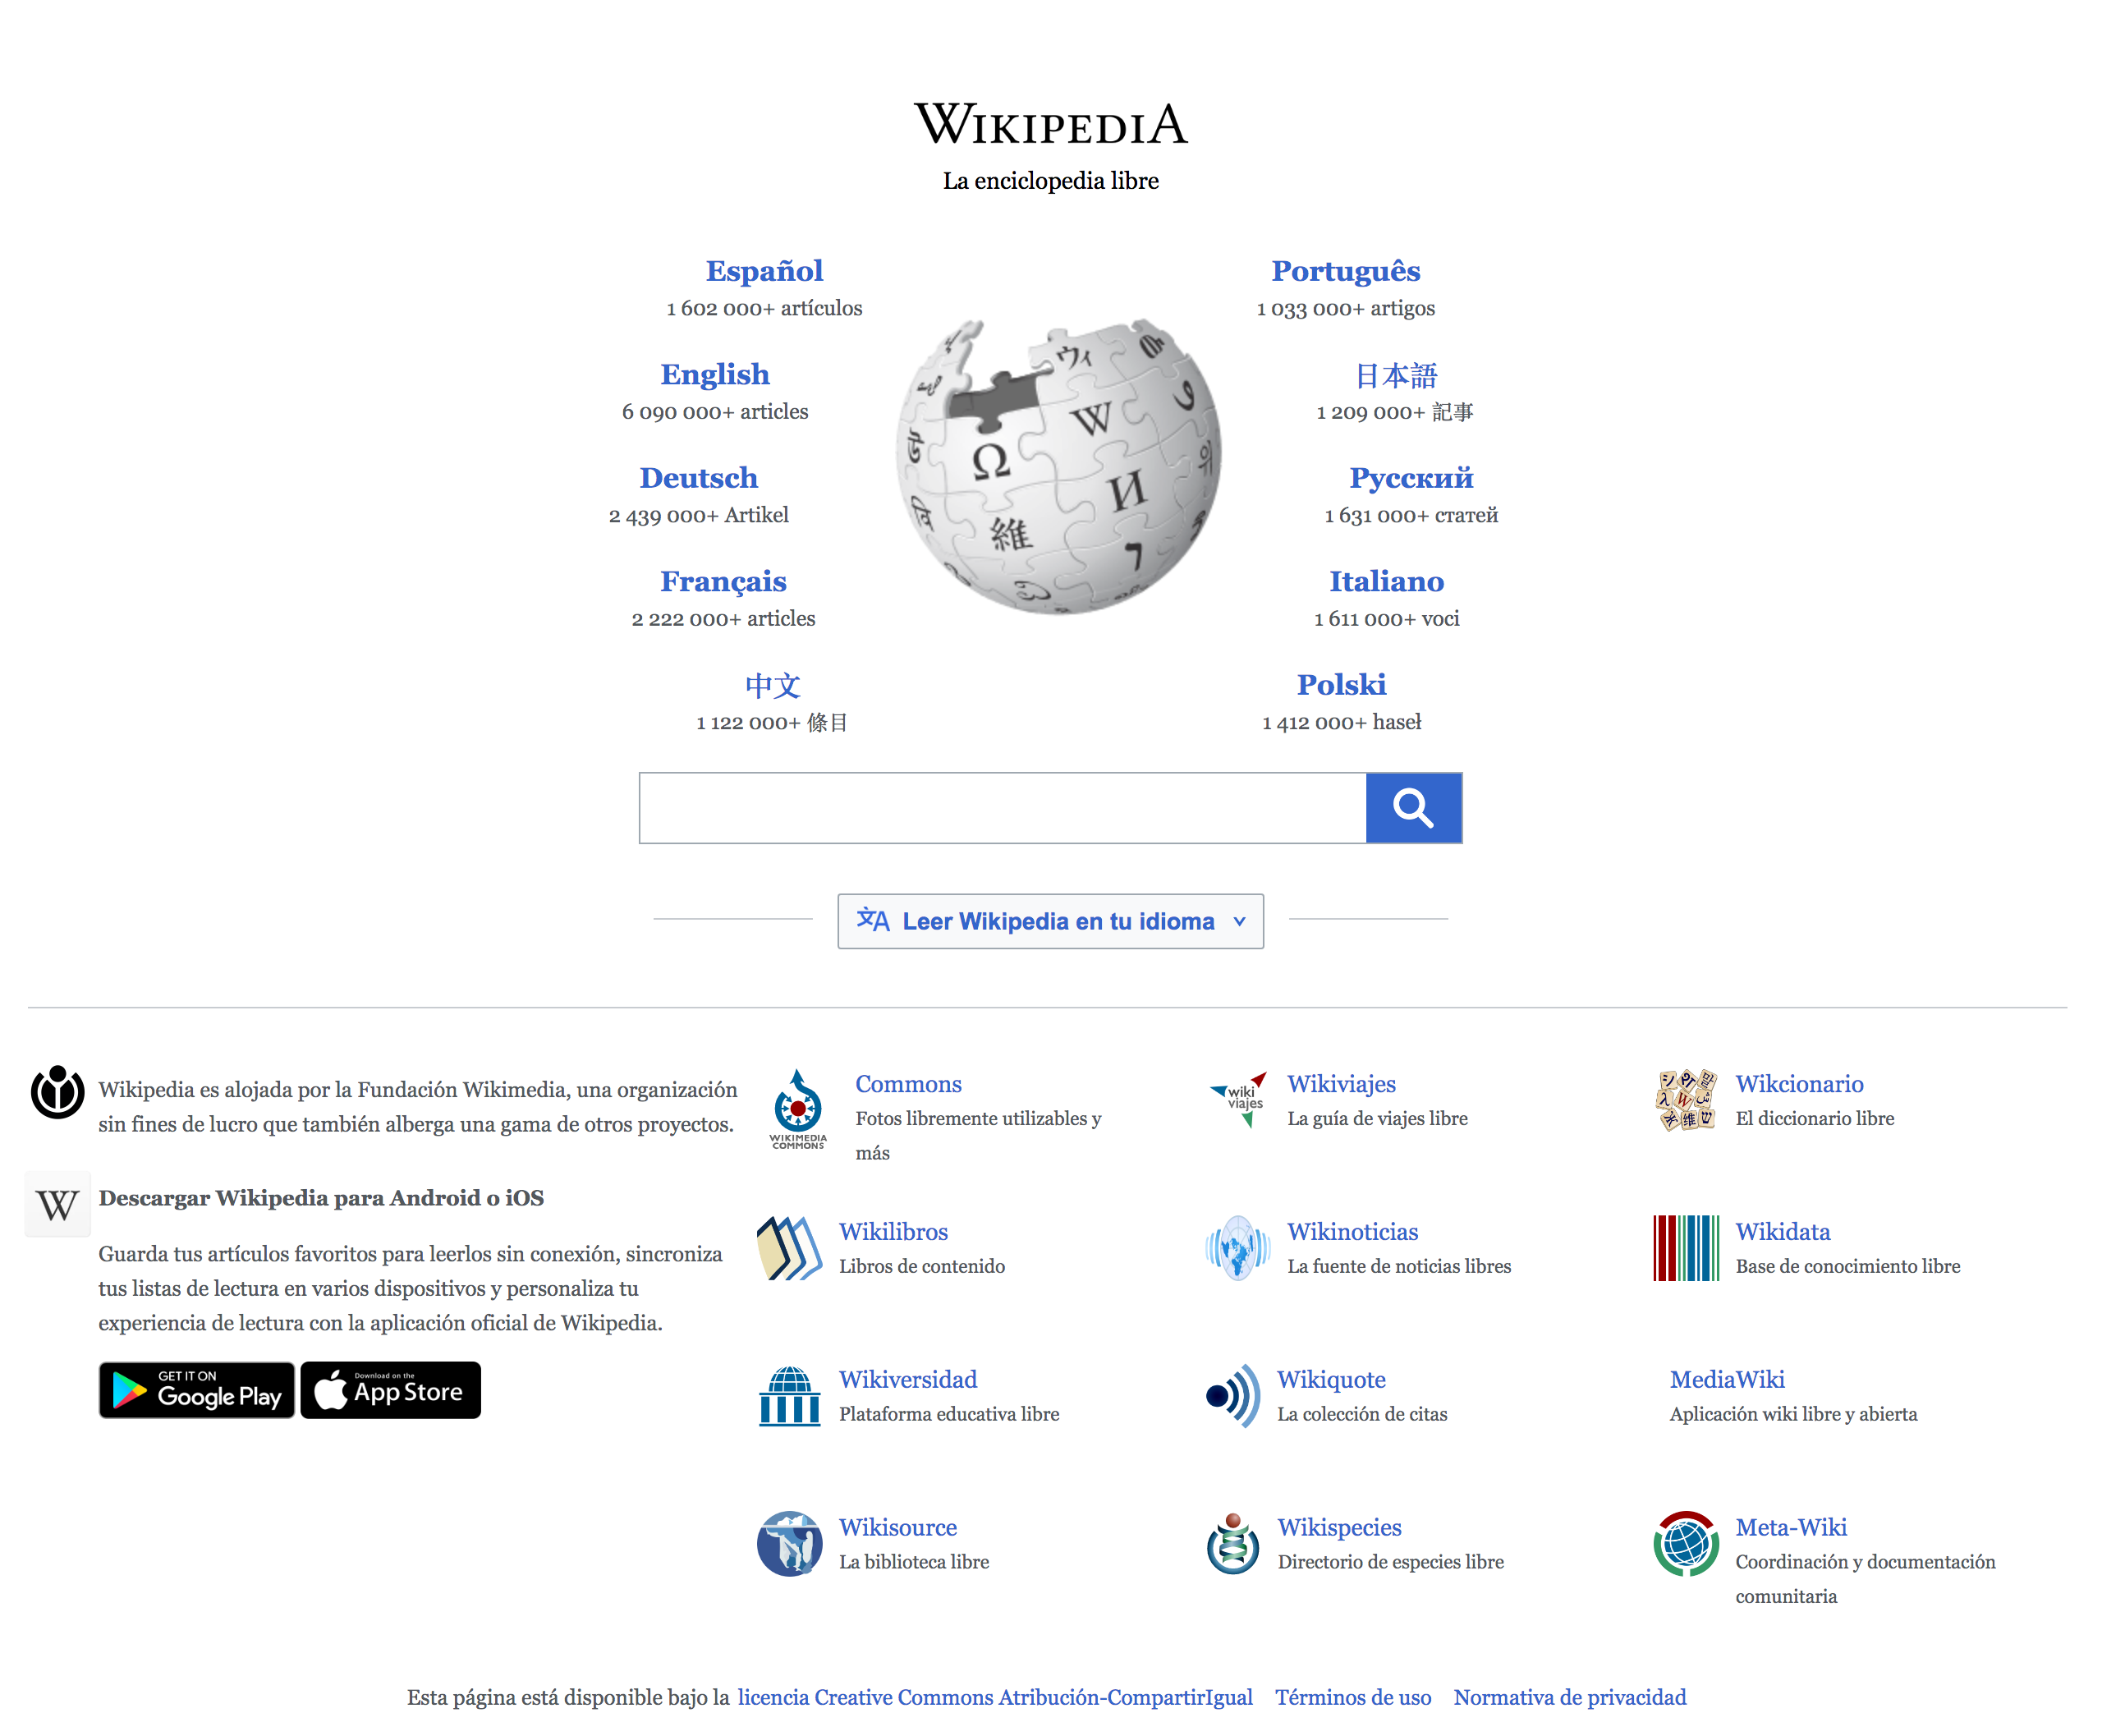 WIKIPEDIA
La enciclopedia libre
Español
1 602 000+ artículos
Português
1 033 000+ artigos
English
6 090 000+ articles
日本語
1 209 000+ 記事
Deutsch
2 439 000+ Artikel
Русский
1 631 000+ статей
Français
2 222 000+ articles
Italiano
1 611 000+ voci
中文
1 122 000+ 條目
Polski
1 412 000+ haseł
Ω
W
И
維
ウィ
Leer Wikipedia en tu idioma
Wikipedia es alojada por la Fundación Wikimedia, una organización
sin fines de lucro que también alberga una gama de otros proyectos.
W
Descargar Wikipedia para Android o iOS
Guarda tus artículos favoritos para leerlos sin conexión, sincroniza
tus listas de lectura en varios dispositivos y personaliza tu
experiencia de lectura con la aplicación oficial de Wikipedia.
GET IT ON
Google Play
Download on the
App Store
WIKIMEDIA
COMMONS
Commons
Fotos libremente utilizables y
más
wiki
viajes
Wikiviajes
La guía de viajes libre
Wikcionario
El diccionario libre
Wikilibros
Libros de contenido
Wikinoticias
La fuente de noticias libres
Wikidata
Base de conocimiento libre
Wikiversidad
Plataforma educativa libre
Wikiquote
La colección de citas
MediaWiki
Aplicación wiki libre y abierta
Wikisource
La biblioteca libre
Wikispecies
Directorio de especies libre
Meta-Wiki
Coordinación y documentación
comunitaria
Esta página está disponible bajo la licencia Creative Commons Atribución-CompartirIgual Términos de uso Normativa de privacidad